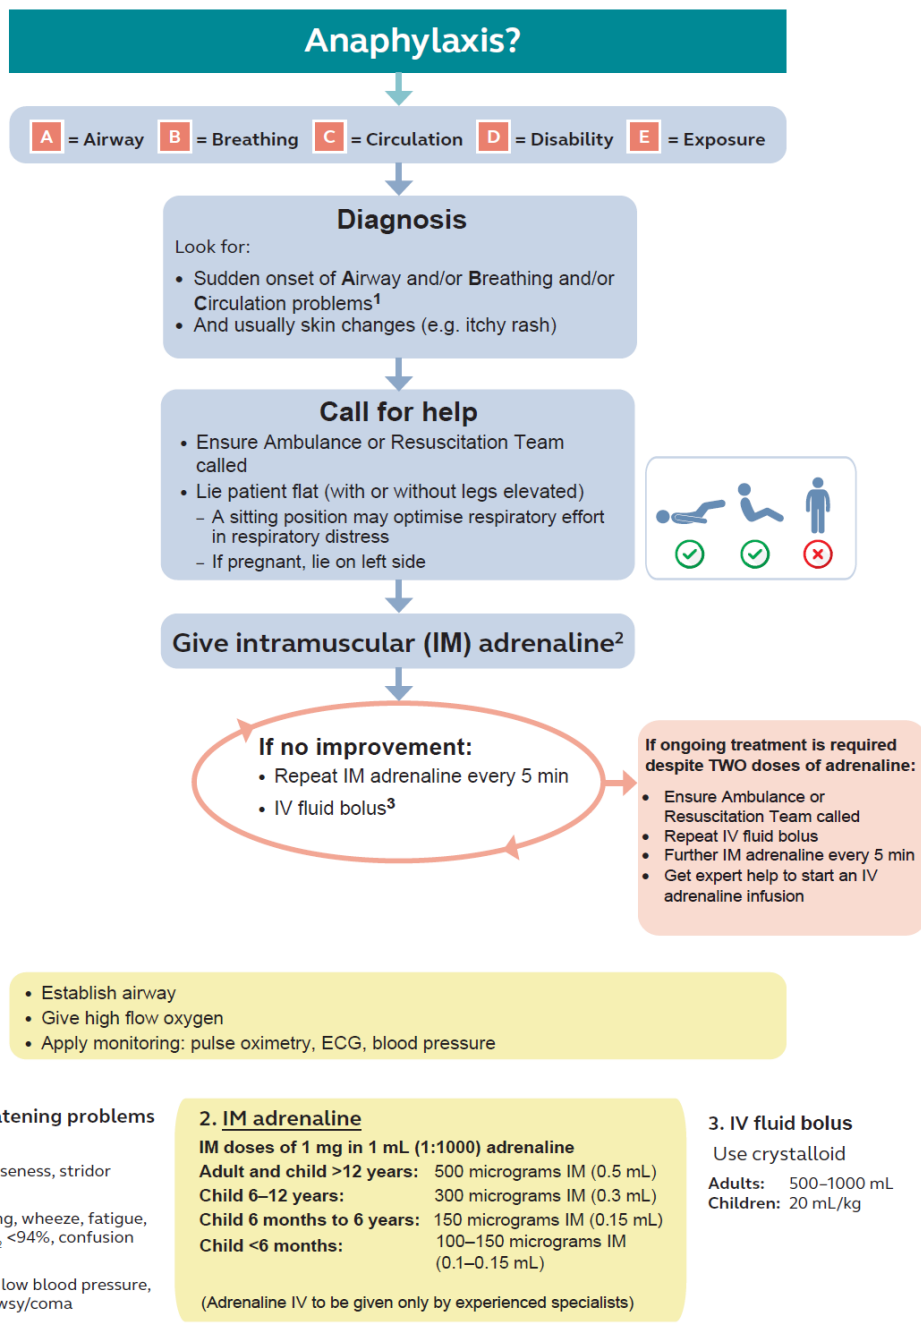 Anaphylaxis?
A = Airway B = Breathing C = Circulation D = Disability E = Exposure
Diagnosis
Look for:
• Sudden onset of Airway and/or Breathing and/or
Circulation problems¹
• And usually skin changes (e.g. itchy rash)
Call for help
• Ensure Ambulance or Resuscitation Team
called
• Lie patient flat (with or without legs elevated)
– A sitting position may optimise respiratory effort
in respiratory distress
– If pregnant, lie on left side
Give intramuscular (IM) adrenaline²
If no improvement:
• Repeat IM adrenaline every 5 min
• IV fluid bolus³
If ongoing treatment is required
despite TWO doses of adrenaline:
• Ensure Ambulance or
Resuscitation Team called
• Repeat IV fluid bolus
• Further IM adrenaline every 5 min
• Get expert help to start an IV
adrenaline infusion
• Establish airway
• Give high flow oxygen
• Apply monitoring: pulse oximetry, ECG, blood pressure
problems
stridor
wheeze, fatigue,
<94%, confusion
low blood pressure,
2. IM adrenaline
IM doses of 1 mg in 1 mL (1:1000) adrenaline
Adult and child >12 years: 500 micrograms IM (0.5 mL)
Child 6–12 years: 300 micrograms IM (0.3 mL)
Child 6 months to 6 years: 150 micrograms IM (0.15 mL)
Child <6 months: 100–150 micrograms IM
(0.1–0.15 mL)
(Adrenaline IV to be given only by experienced specialists)
3. IV fluid bolus
Use crystalloid
Adults: 500–1000 mL
Children: 20 mL/kg